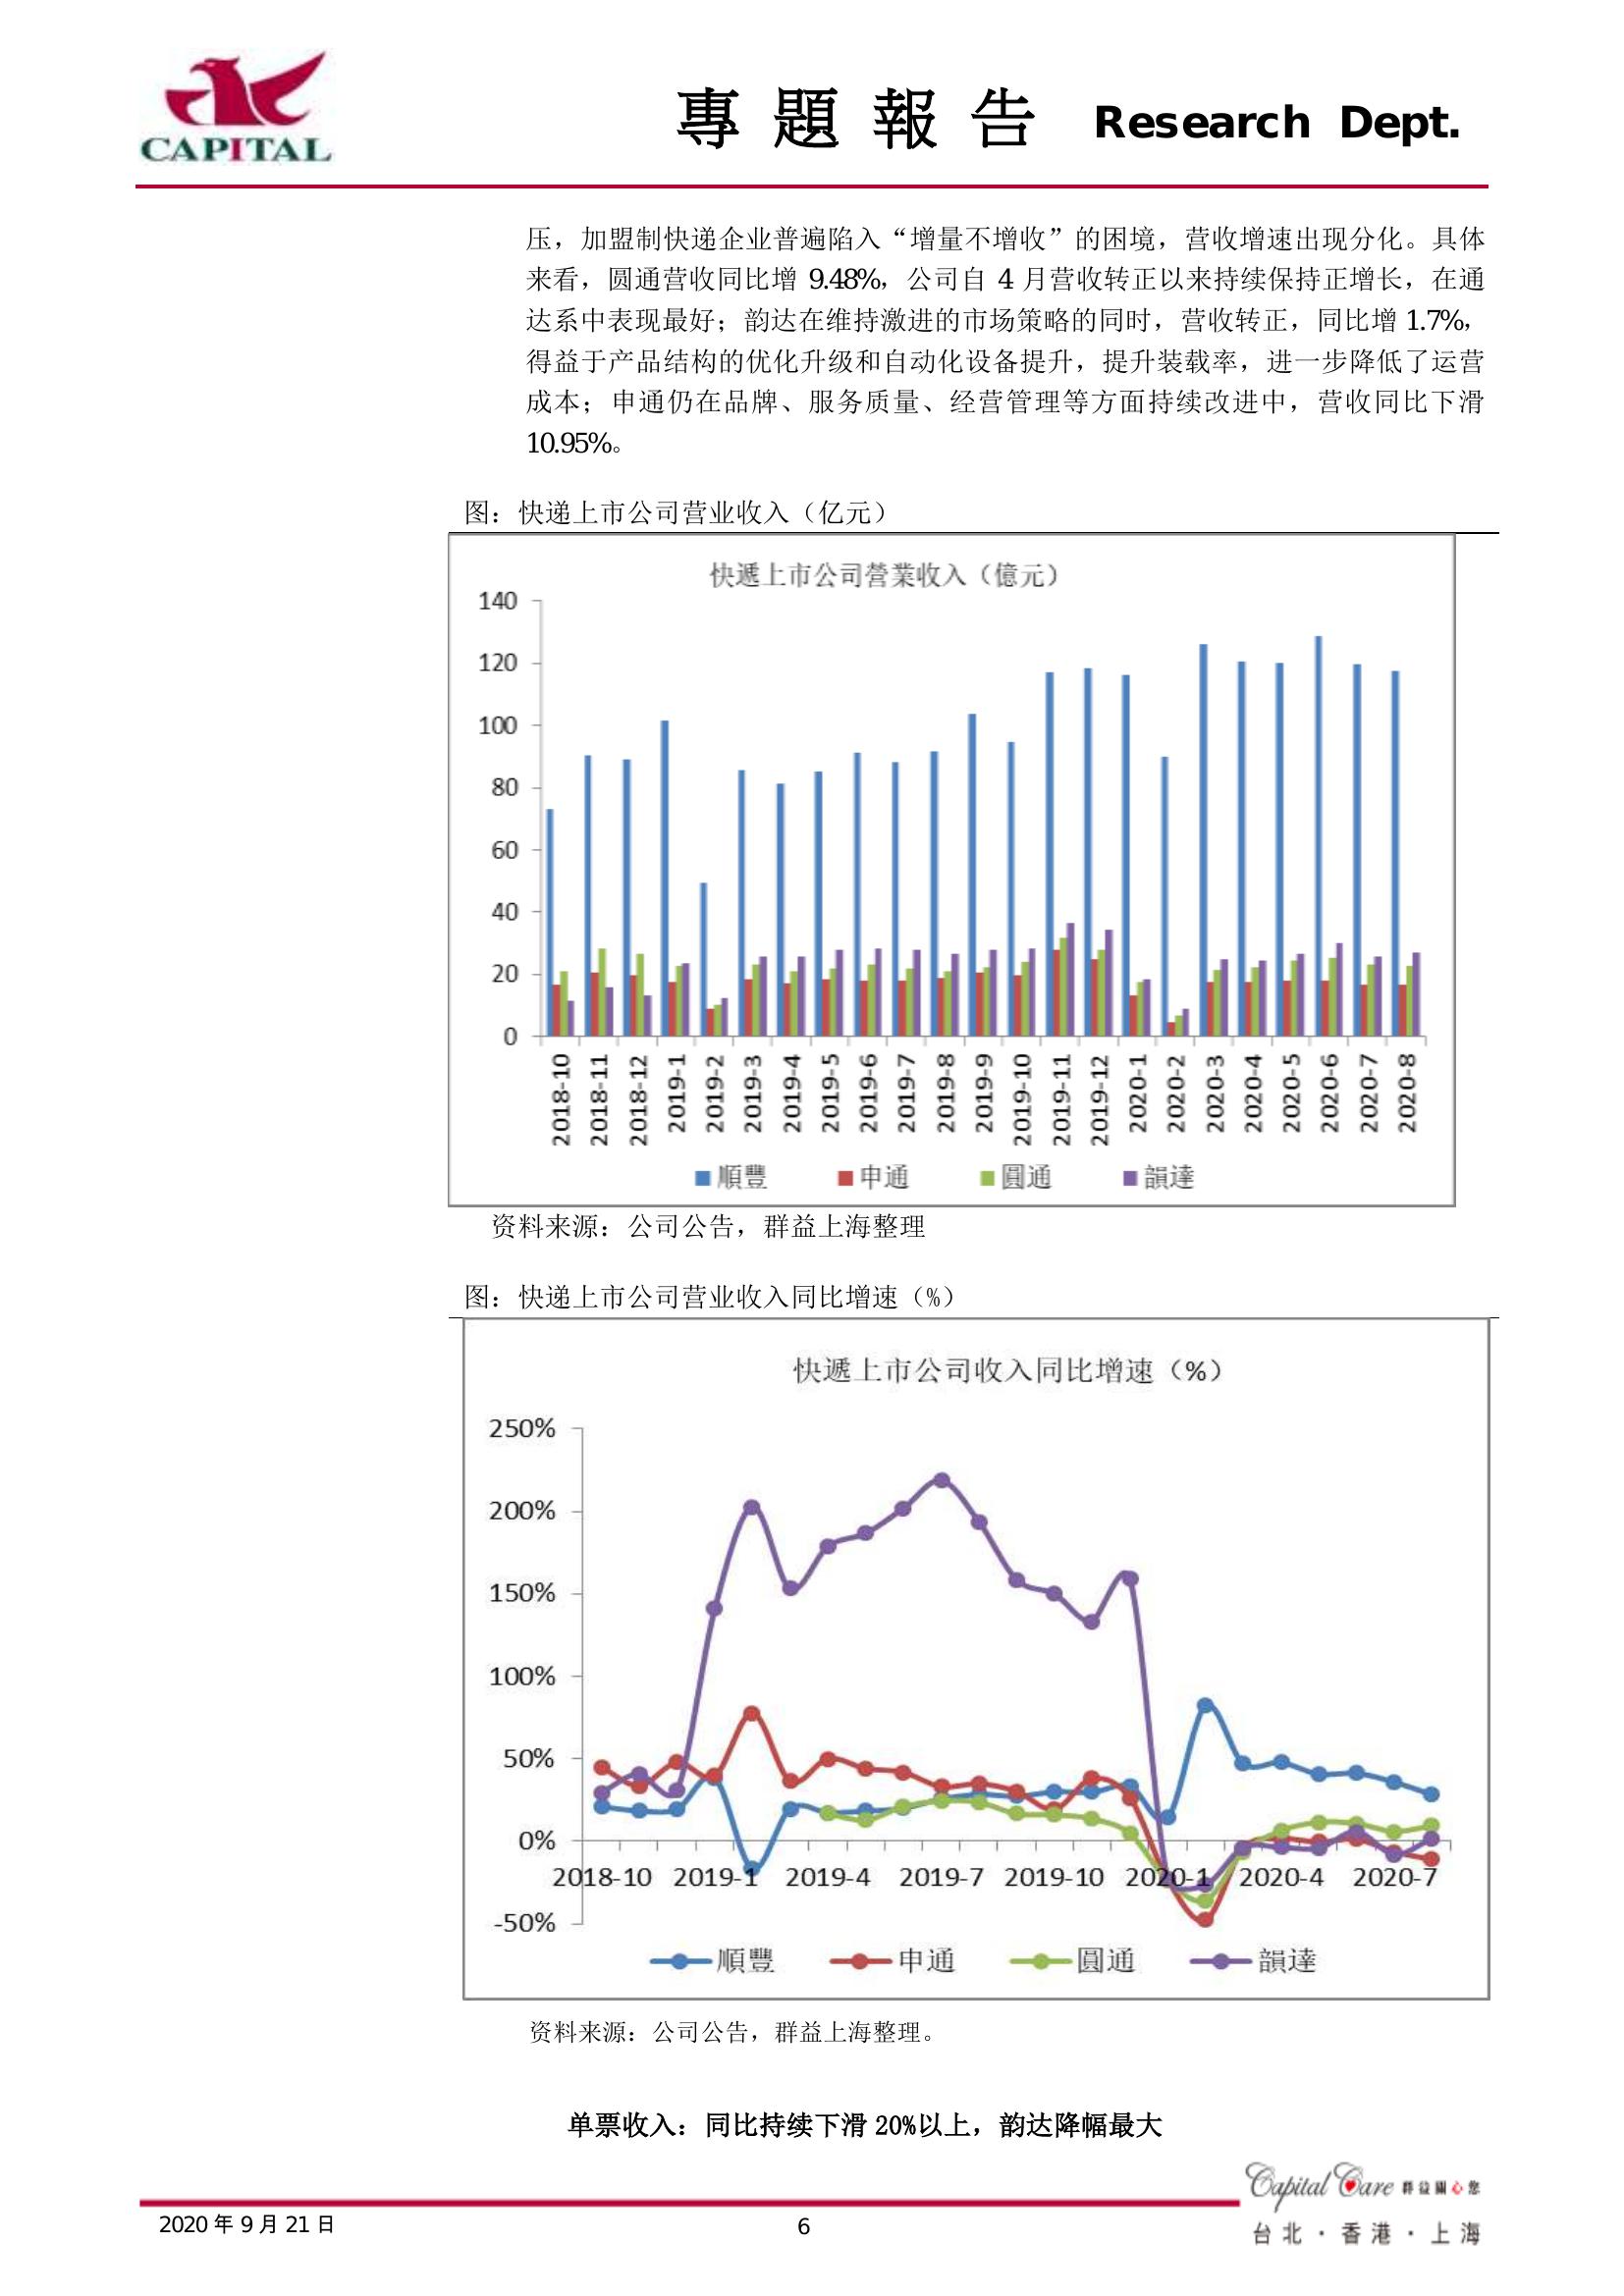 CAPITAL
專 題 報 告 Research Dept.
压，加盟制快递企业普遍陷入“增量不增收”的困境，营收增速出现分化。具体
来看，圆通营收同比增 9.48%，公司自 4 月营收转正以来持续保持正增长，在通
达系中表现最好；韵达在维持激进的市场策略的同时，营收转正，同比增 1.7%，
得益于产品结构的优化升级和自动化设备提升，提升装载率，进一步降低了运营
成本；申通仍在品牌、服务质量、经营管理等方面持续改进中，营收同比下滑
10.95%。
图：快递上市公司营业收入（亿元）
快遞上市公司營業收入（億元）
140
120
100
80
60
40
20
0
2018-10 2018-11 2018-12 2019-1 2019-2 2019-3 2019-4 2019-5 2019-6 2019-7 2019-8 2019-9 2019-10 2019-11 2019-12 2020-1 2020-2 2020-3 2020-4 2020-5 2020-6 2020-7 2020-8
順豐 申通 圓通 韻達
资料来源：公司公告，群益上海整理
图：快递上市公司营业收入同比增速（%）
快遞上市公司收入同比增速（%）
250%
200%
150%
100%
50%
0%
2018-10 2019-1 2019-4 2019-7 2019-10 2020-1 2020-4 2020-7
-50%
順豐 申通 圓通 韻達
资料来源：公司公告，群益上海整理。
单票收入：同比持续下滑 20%以上，韵达降幅最大
Capital Care 群益關心您
2020 年 9 月 21 日 6
台 北 · 香 港 · 上 海